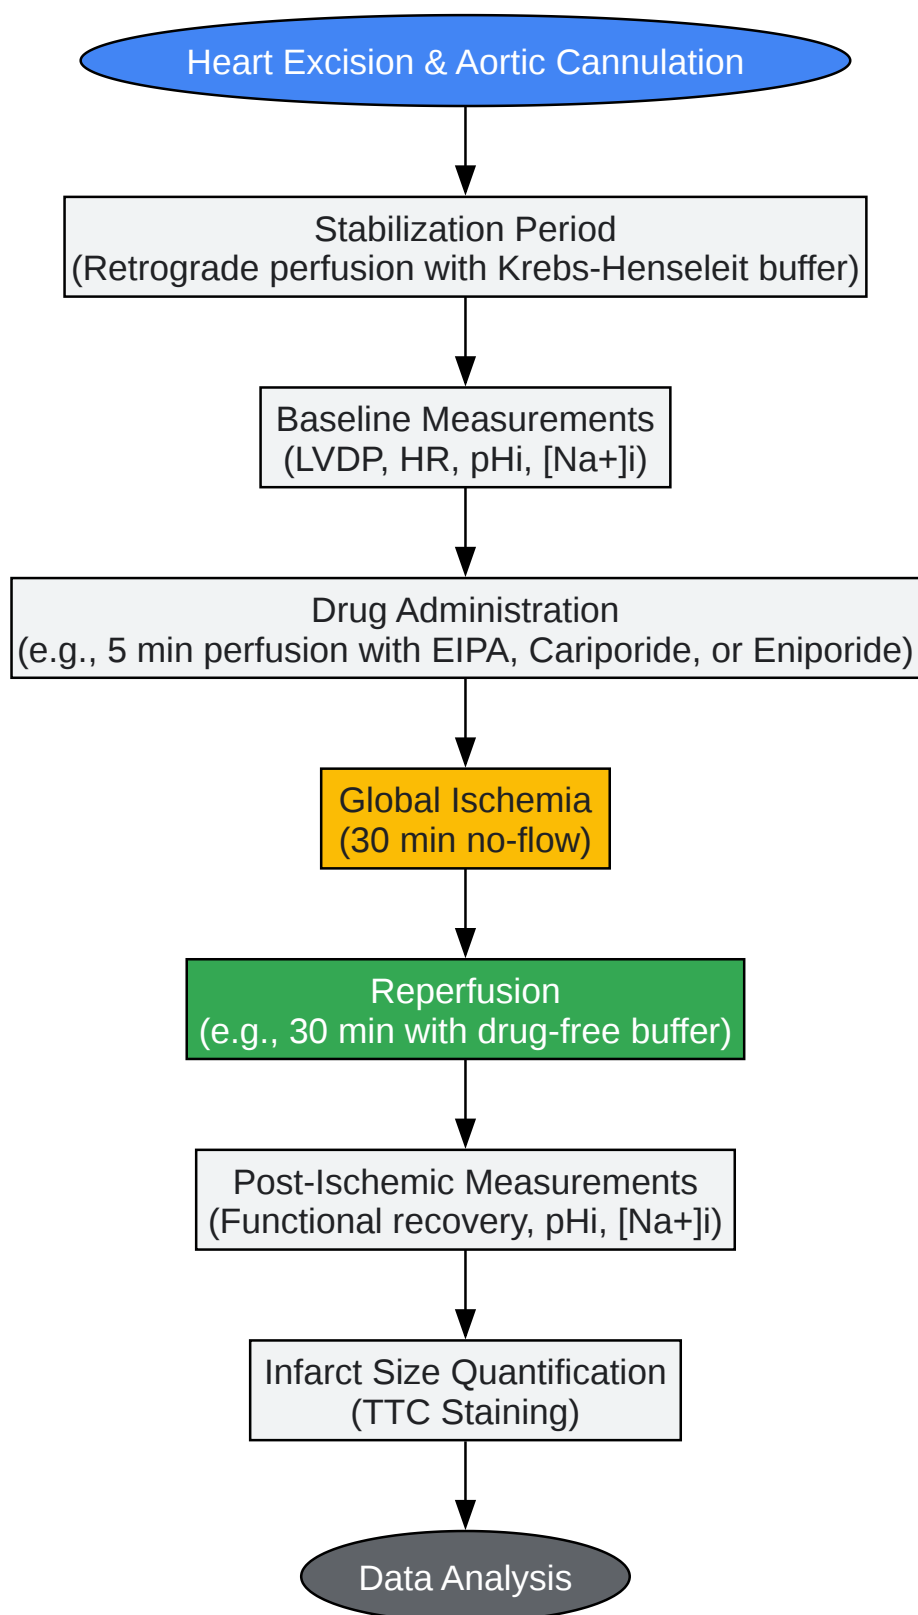 Heart Excision & Aortic Cannulation
Stabilization Period
(Retrograde perfusion with Krebs-Henseleit buffer)
Baseline Measurements
(LVDP, HR, pHi, [Na+]i)
Drug Administration
(e.g., 5 min perfusion with EIPA, Cariporide, or Eniporide)
Global Ischemia
(30 min no-flow)
Reperfusion
(e.g., 30 min with drug-free buffer)
Post-Ischemic Measurements
(Functional recovery, pHi, [Na+]i)
Infarct Size Quantification
(TTC Staining)
Data Analysis